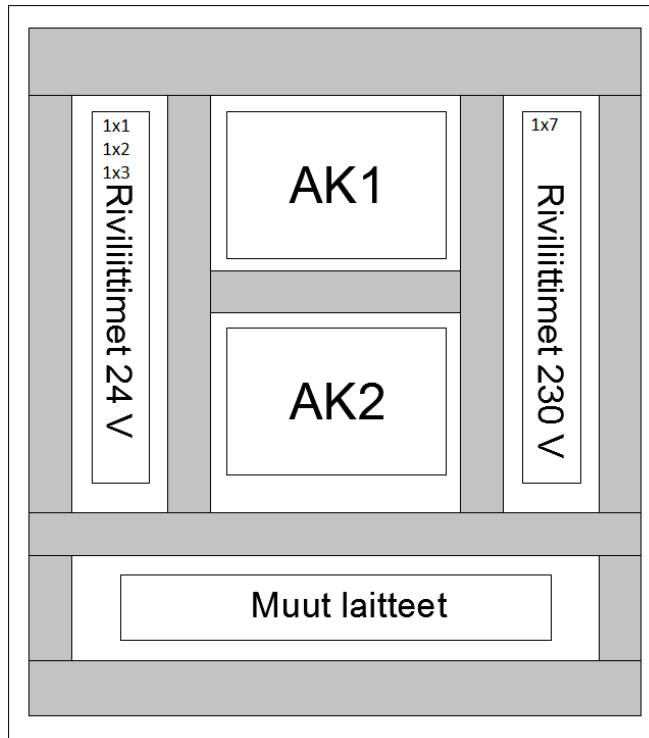 1x1
1x2
1x3
Riviliittimet 24 V
AK1
1x7
Riviliittimet 230 V
AK2
Muut laitteet